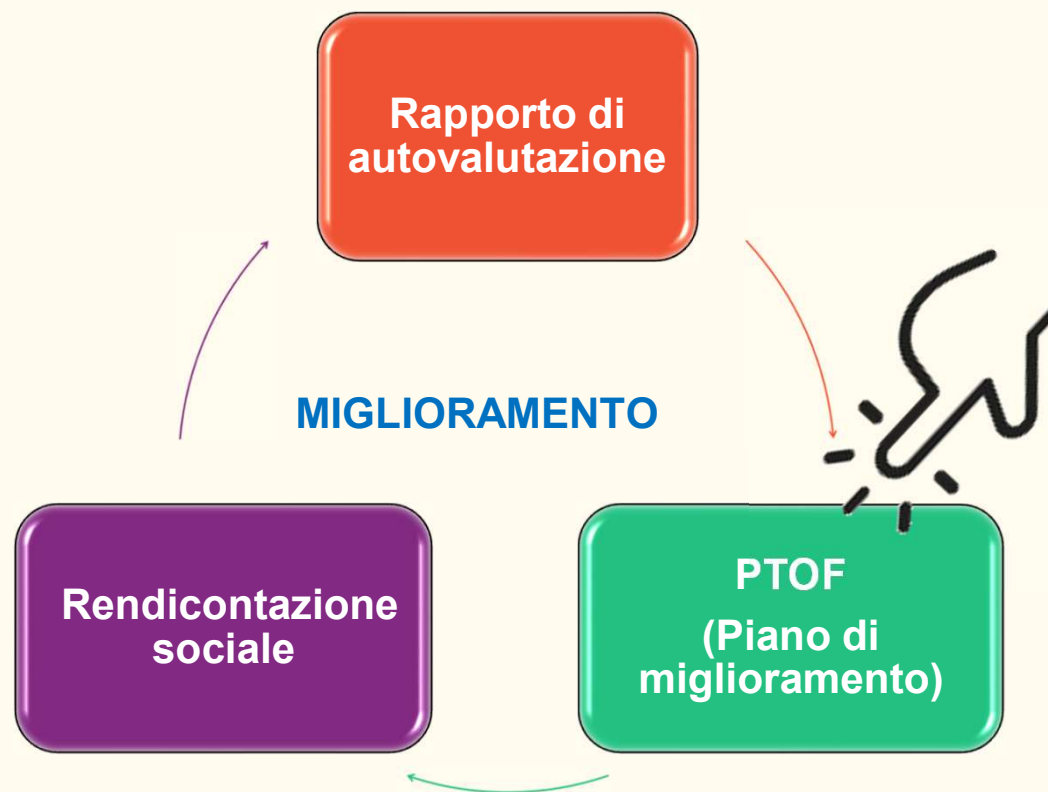 Rapporto di
autovalutazione
MIGLIORAMENTO
Rendicontazione
sociale
PTOF
(Piano di
miglioramento)